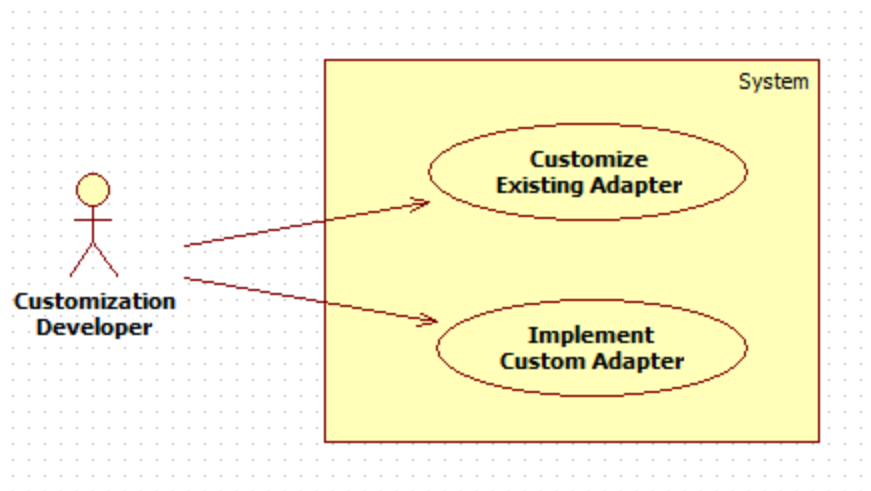 System
Customize
Existing Adapter
Customization
Developer
Implement
Custom Adapter